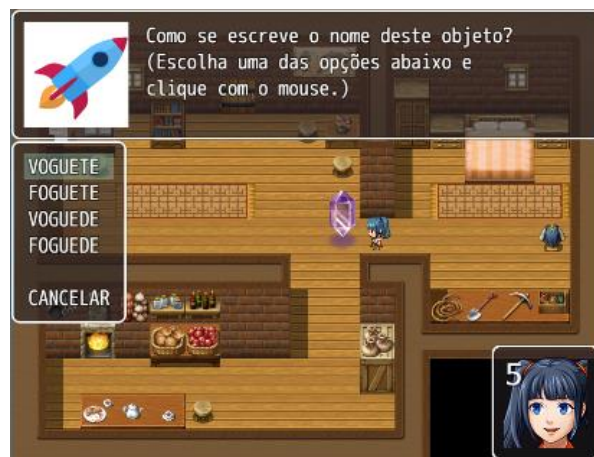 Como se escreve o nome deste objeto?
(Escolha uma das opções abaixo e
clique com o mouse.)
VOGUETE
FOGUETE
VOGUEDE
FOGUEDE
CANCELAR
5